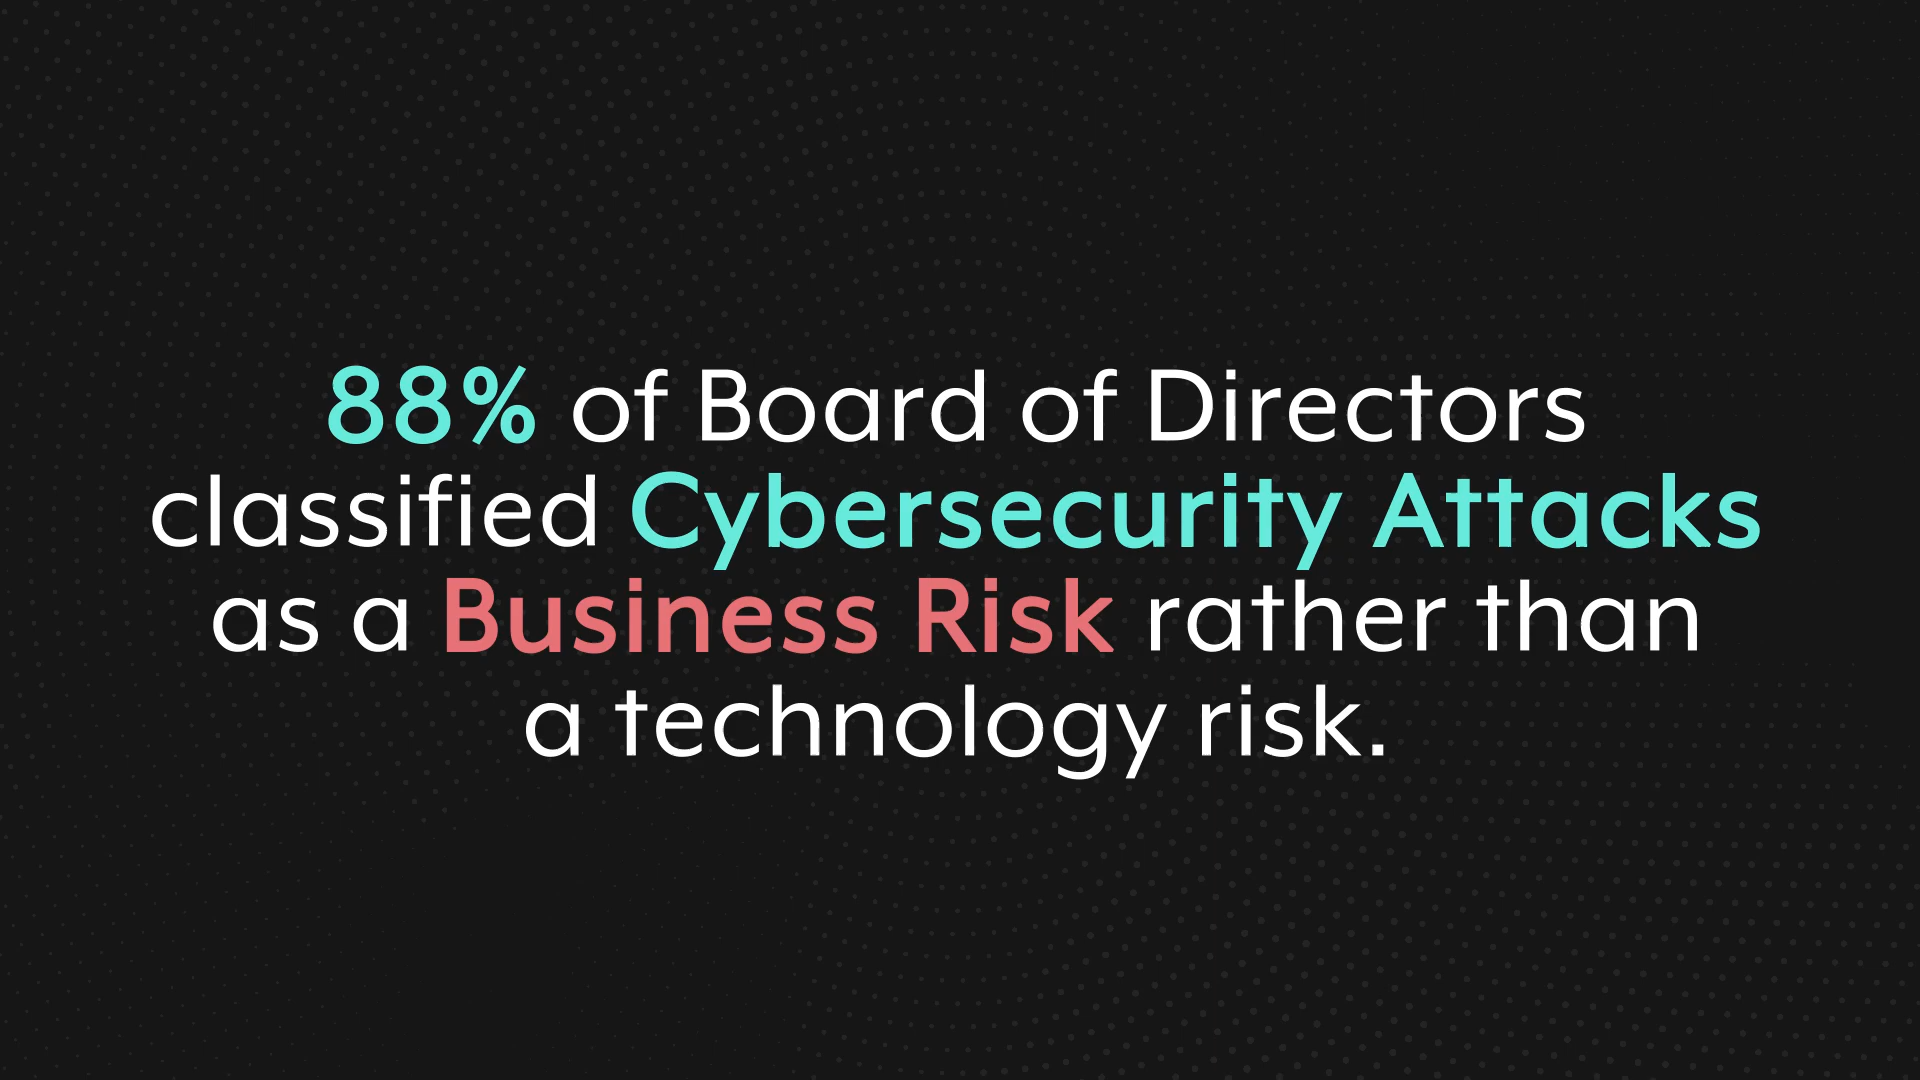 88% of Board of Directors
classified Cybersecurity Attacks
as a Business Risk rather than
a technology risk.